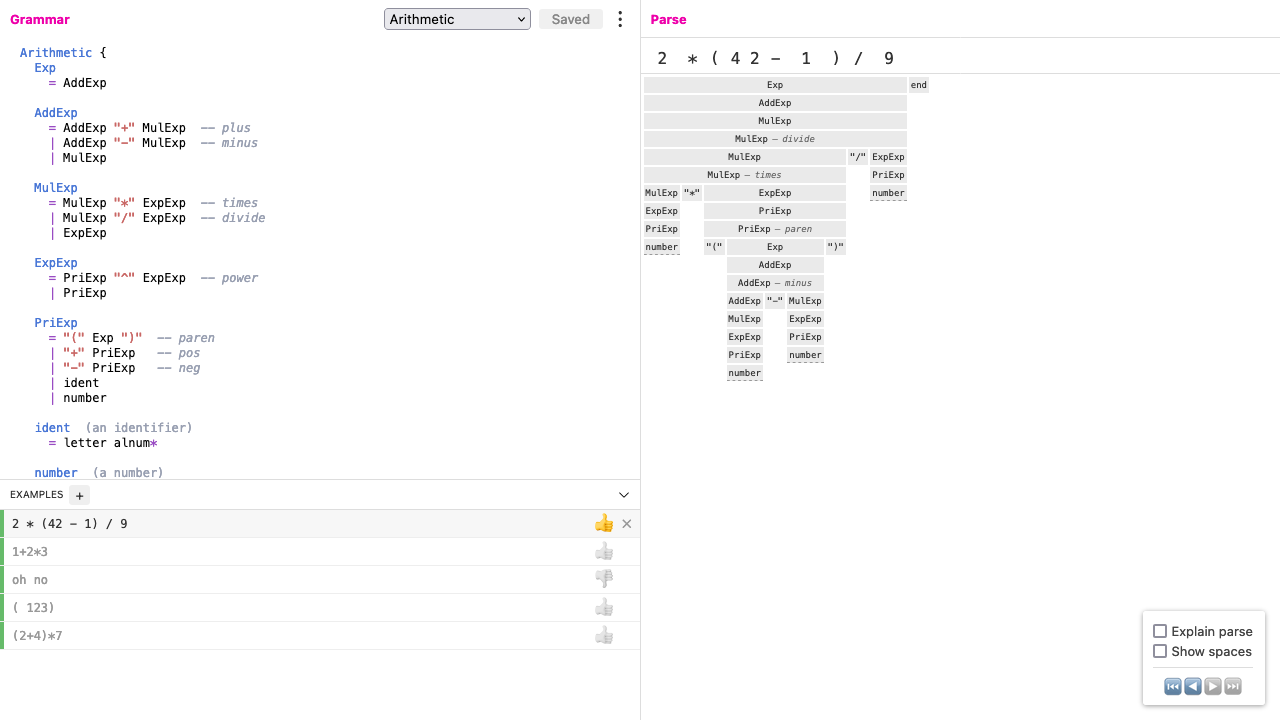 Grammar
Arithmetic
Saved
Arithmetic {
Exp
= AddExp
AddExp
= AddExp "+" MulExp -- plus
| AddExp "-" MulExp -- minus
| MulExp
MulExp
= MulExp "*" ExpExp -- times
| MulExp "/" ExpExp -- divide
| ExpExp
ExpExp
= PriExp "^" ExpExp -- power
| PriExp
PriExp
= "(" Exp ")" -- paren
| "+" PriExp -- pos
| "-" PriExp -- neg
| ident
| number
ident (an identifier)
= letter alnum*
number (a number)
EXAMPLES +
2 * (42 - 1) / 9
1+2*3
oh no
( 123)
(2+4)*7
Parse
2 * ( 4 2 - 1 ) / 9
Exp end
AddExp
MulExp
MulExp – divide
MulExp "/" ExpExp
MulExp – times PriExp
MulExp "*" ExpExp number
ExpExp PriExp
PriExp PriExp – paren
number "(" Exp ")"
AddExp
AddExp – minus
AddExp "-" MulExp
MulExp ExpExp
ExpExp PriExp
PriExp number
number
Explain parse
Show spaces